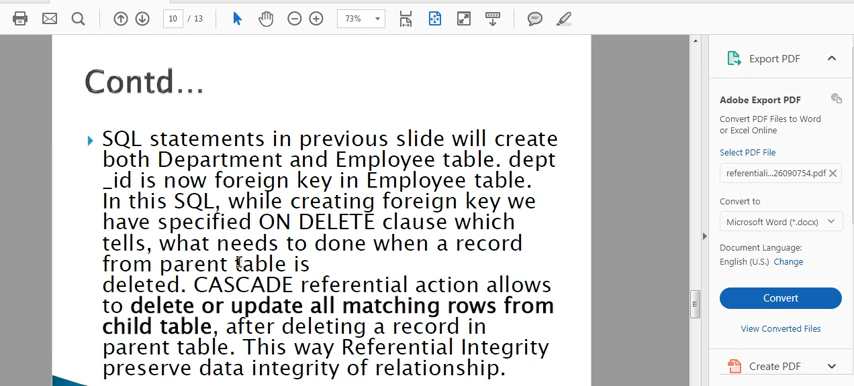 10 / 13
73%
Contd...
SQL statements in previous slide will create
both Department and Employee table. dept
_id is now foreign key in Employee table.
In this SQL, while creating foreign key we
have specified ON DELETE clause which
tells, what needs to done when a record
from parent table is
deleted. CASCADE referential action allows
to delete or update all matching rows from
child table, after deleting a record in
parent table. This way Referential Integrity
preserve data integrity of relationship.
Export PDF
Adobe Export PDF
Convert PDF Files to Word
or Excel Online
Select PDF File
referentiali...26090754.pdf
Convert to
Microsoft Word (*.docx)
Document Language:
English (U.S.) Change
Convert
View Converted Files
Create PDF